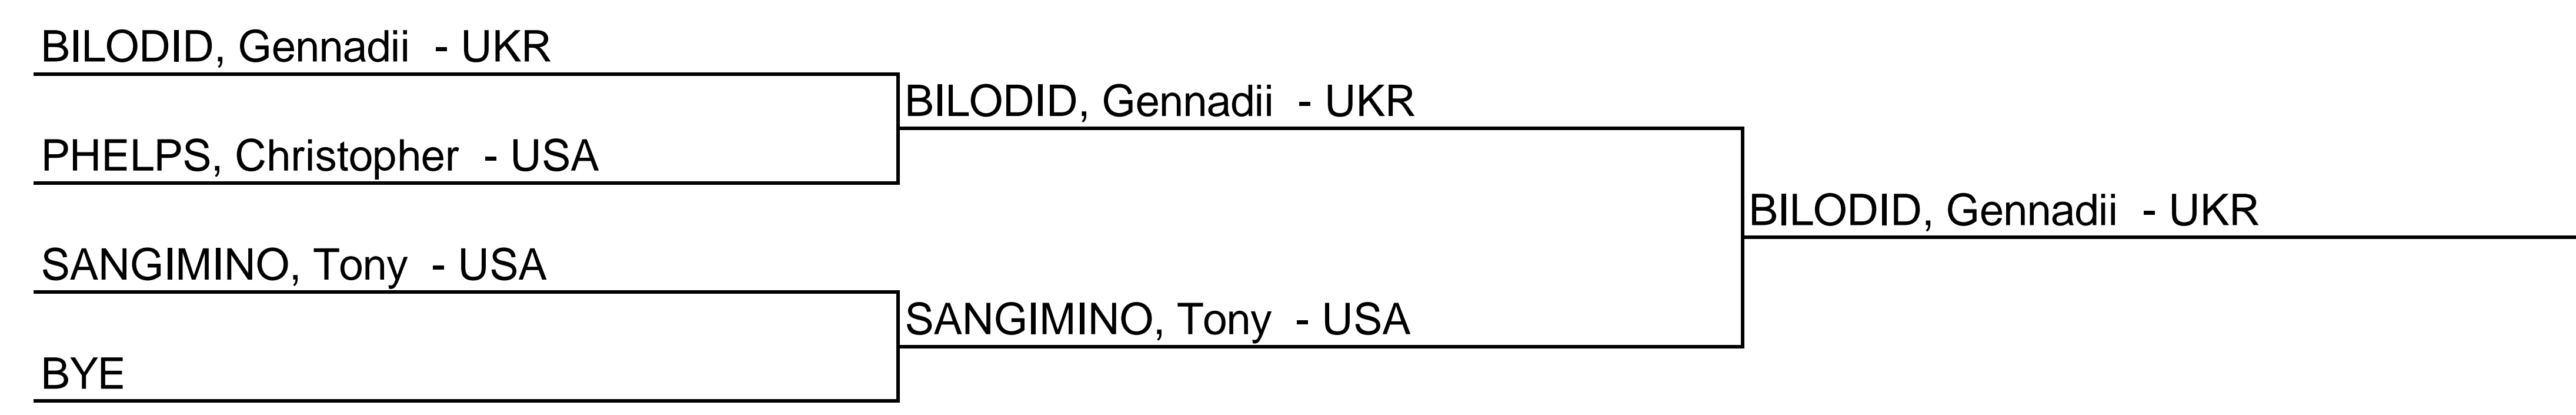 BILODID, Gennadii - UKR
BILODID, Gennadii - UKR
PHELPS, Christopher - USA
BILODID, Gennadii - UKR
SANGIMINO, Tony - USA
SANGIMINO, Tony - USA
BYE